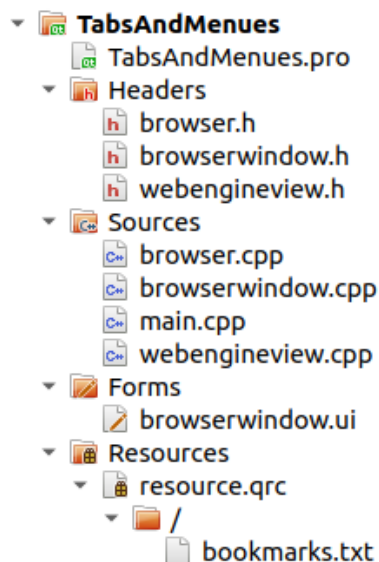 TabsAndMenues
TabsAndMenues.pro
Headers
browser.h
browserwindow.h
webengineview.h
Sources
browser.cpp
browserwindow.cpp
main.cpp
webengineview.cpp
Forms
browserwindow.ui
Resources
resource.qrc
/
bookmarks.txt